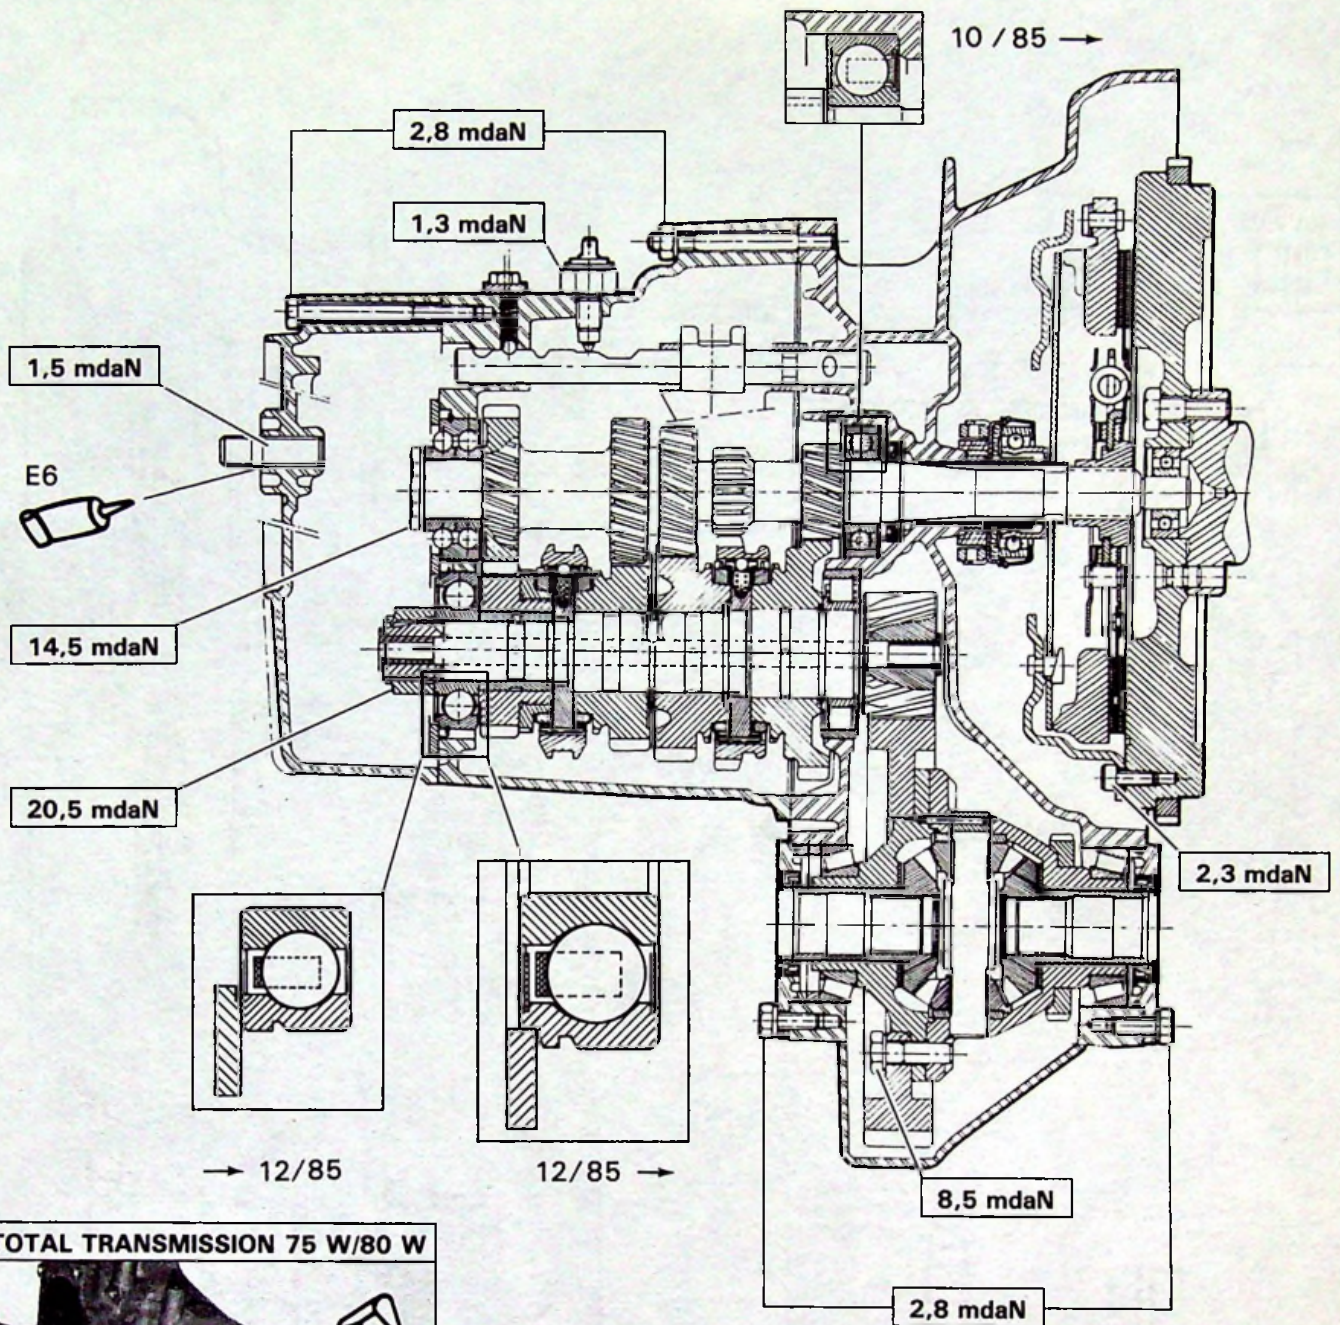 10 / 85 →
2,8 mdaN
1,3 mdaN
1,5 mdaN
E6
14,5 mdaN
20,5 mdaN
2,3 mdaN
→ 12/85
12/85 →
8,5 mdaN
TOTAL TRANSMISSION 75 W/80 W
2,8 mdaN